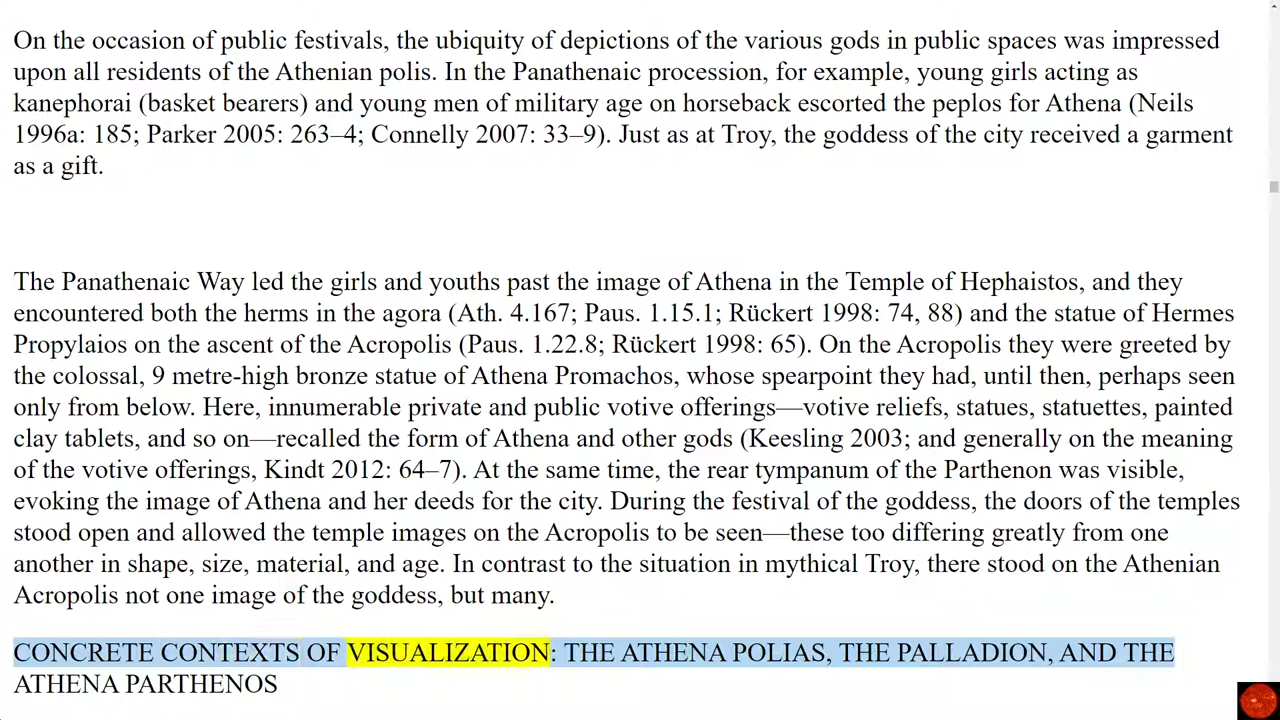 On the occasion of public festivals, the ubiquity of depictions of the various gods in public spaces was impressed
upon all residents of the Athenian polis. In the Panathenaic procession, for example, young girls acting as
kanephorai (basket bearers) and young men of military age on horseback escorted the peplos for Athena (Neils
1996a: 185; Parker 2005: 263–4; Connelly 2007: 33–9). Just as at Troy, the goddess of the city received a garment
as a gift.
The Panathenaic Way led the girls and youths past the image of Athena in the Temple of Hephaistos, and they
encountered both the herms in the agora (Ath. 4.167; Paus. 1.15.1; Rückert 1998: 74, 88) and the statue of Hermes
Propylaios on the ascent of the Acropolis (Paus. 1.22.8; Rückert 1998: 65). On the Acropolis they were greeted by
the colossal, 9 metre-high bronze statue of Athena Promachos, whose spearpoint they had, until then, perhaps seen
only from below. Here, innumerable private and public votive offerings—votive reliefs, statues, statuettes, painted
clay tablets, and so on—recalled the form of Athena and other gods (Keesling 2003; and generally on the meaning
of the votive offerings, Kindt 2012: 64–7). At the same time, the rear tympanum of the Parthenon was visible,
evoking the image of Athena and her deeds for the city. During the festival of the goddess, the doors of the temples
stood open and allowed the temple images on the Acropolis to be seen—these too differing greatly from one
another in shape, size, material, and age. In contrast to the situation in mythical Troy, there stood on the Athenian
Acropolis not one image of the goddess, but many.
CONCRETE CONTEXTS OF VISUALIZATION: THE ATHENA POLIAS, THE PALLADION, AND THE
ATHENA PARTHENOS